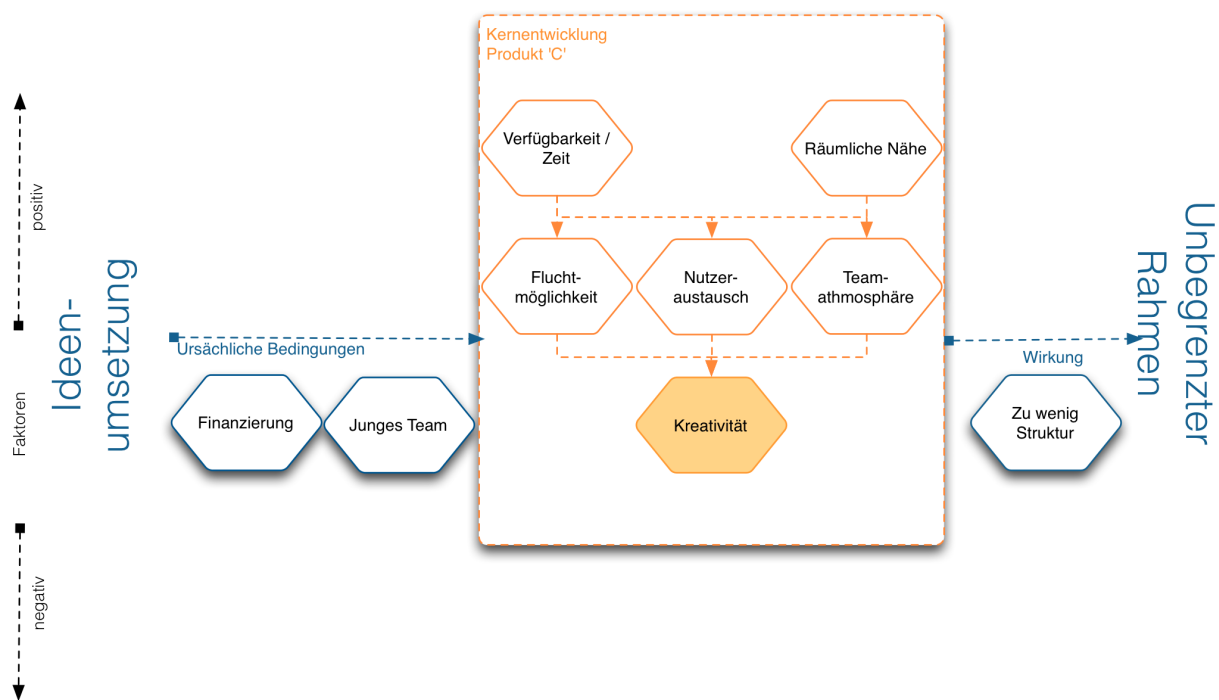 Kernentwicklung
Produkt 'C'
Verfügbarkeit /
Zeit
Räumliche Nähe
Flucht-
möglichkeit
Nutzer-
austausch
Team-
athmosphäre
Kreativität
positiv
Faktoren
negativ
Ideen-
umsetzung
Ursächliche Bedingungen
Finanzierung
Junges Team
Wirkung
Zu wenig
Struktur
Unbegrenzter
Rahmen